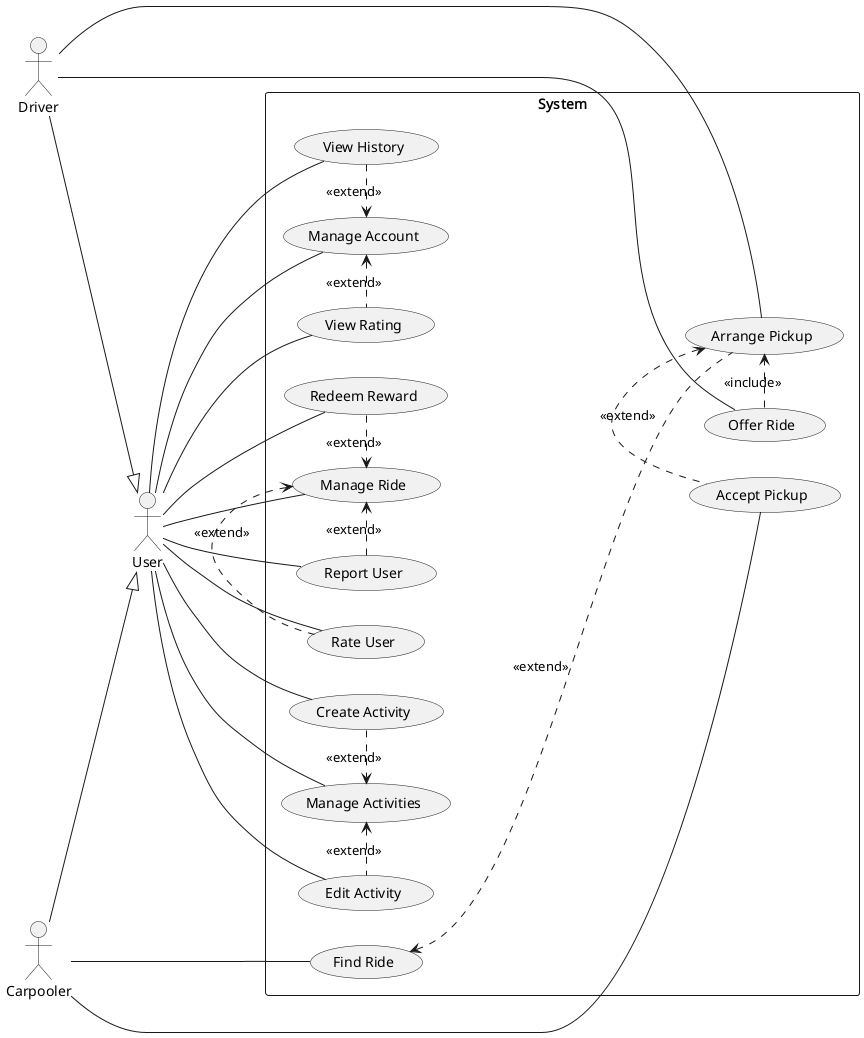 Driver
System
View History
«extend»
Manage Account
«extend»
View Rating
Arrange Pickup
«include»
Offer Ride
Redeem Reward
«extend»
«extend»
Manage Ride
Accept Pickup
«extend»
«extend»
User
Report User
Rate User
«extend»
Create Activity
«extend»
Manage Activities
«extend»
Edit Activity
Find Ride
Carpooler